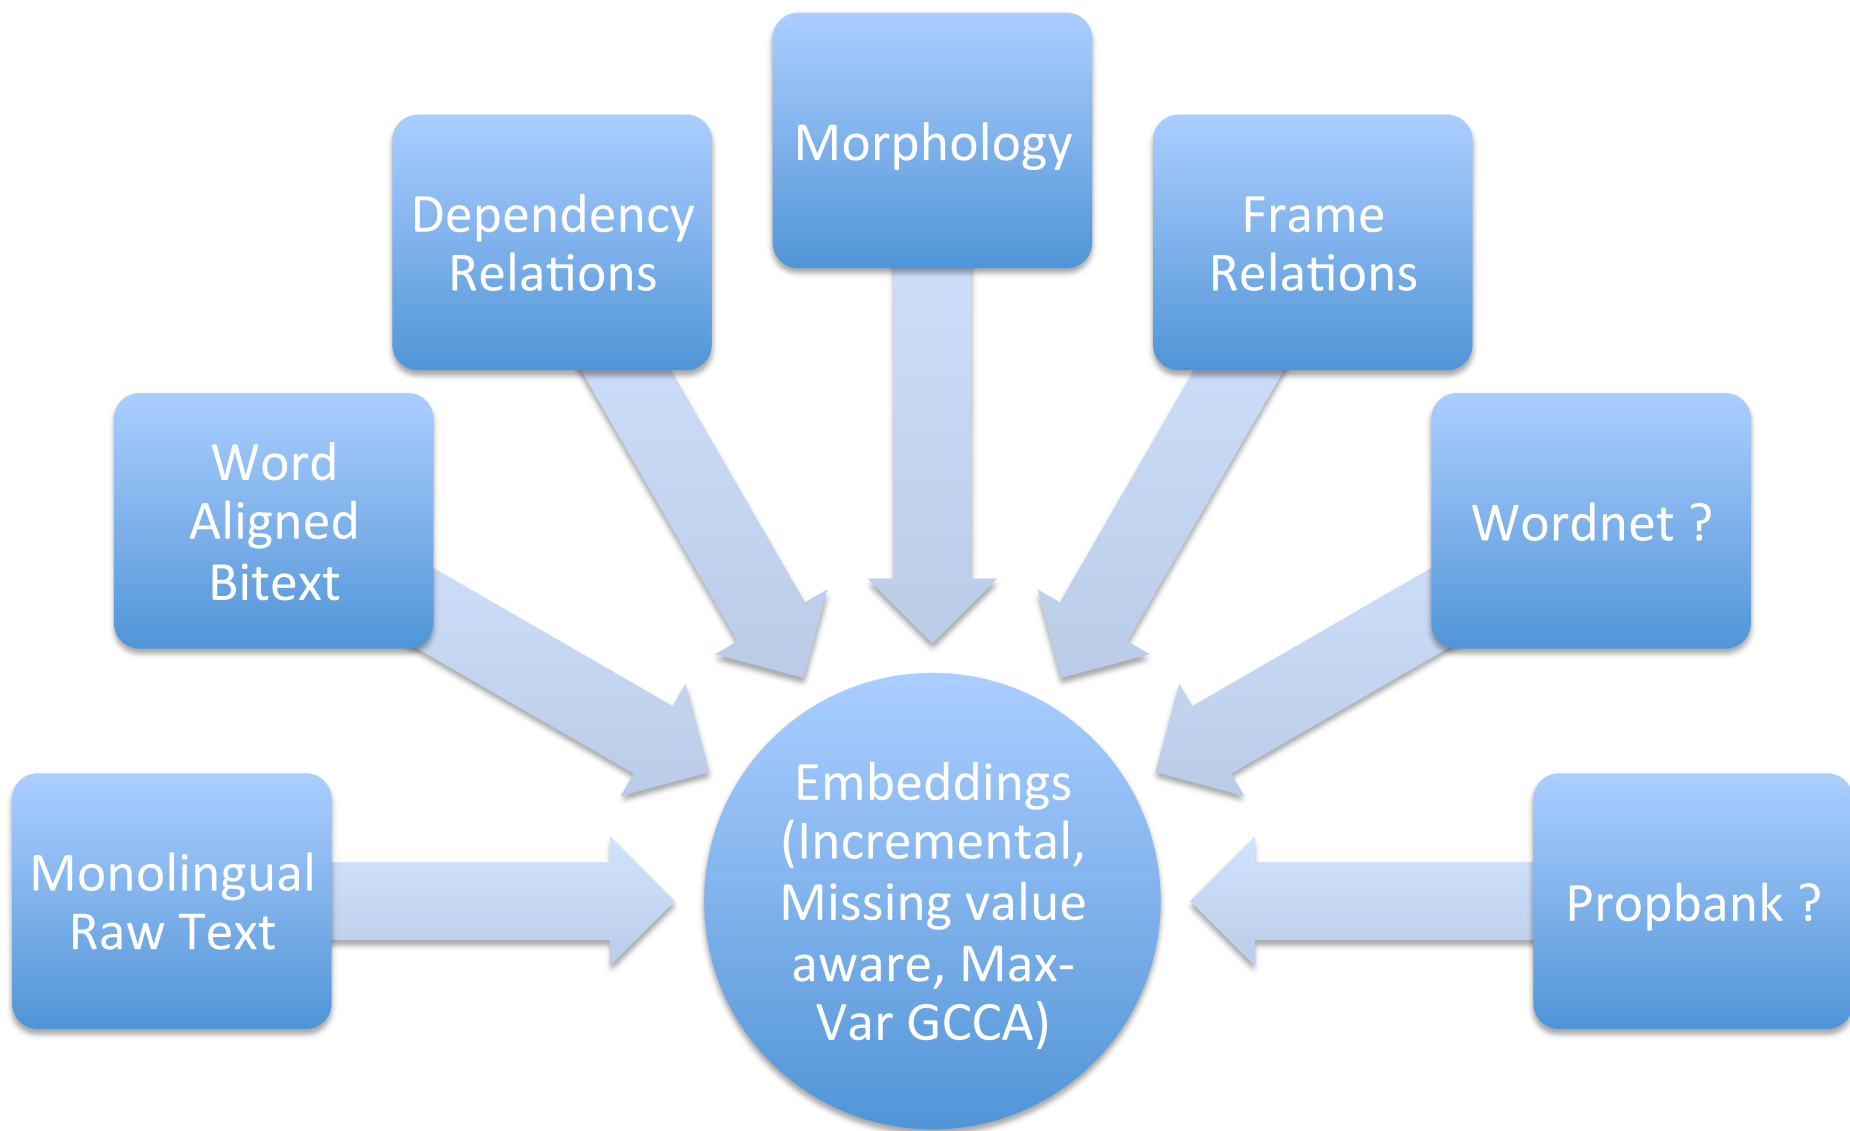 Morphology
Dependency
Relations
Frame
Relations
Word
Aligned
Bitext
Wordnet ?
Monolingual
Raw Text
Embeddings
(Incremental,
Missing value
aware, Max-
Var GCCA)
Propbank ?